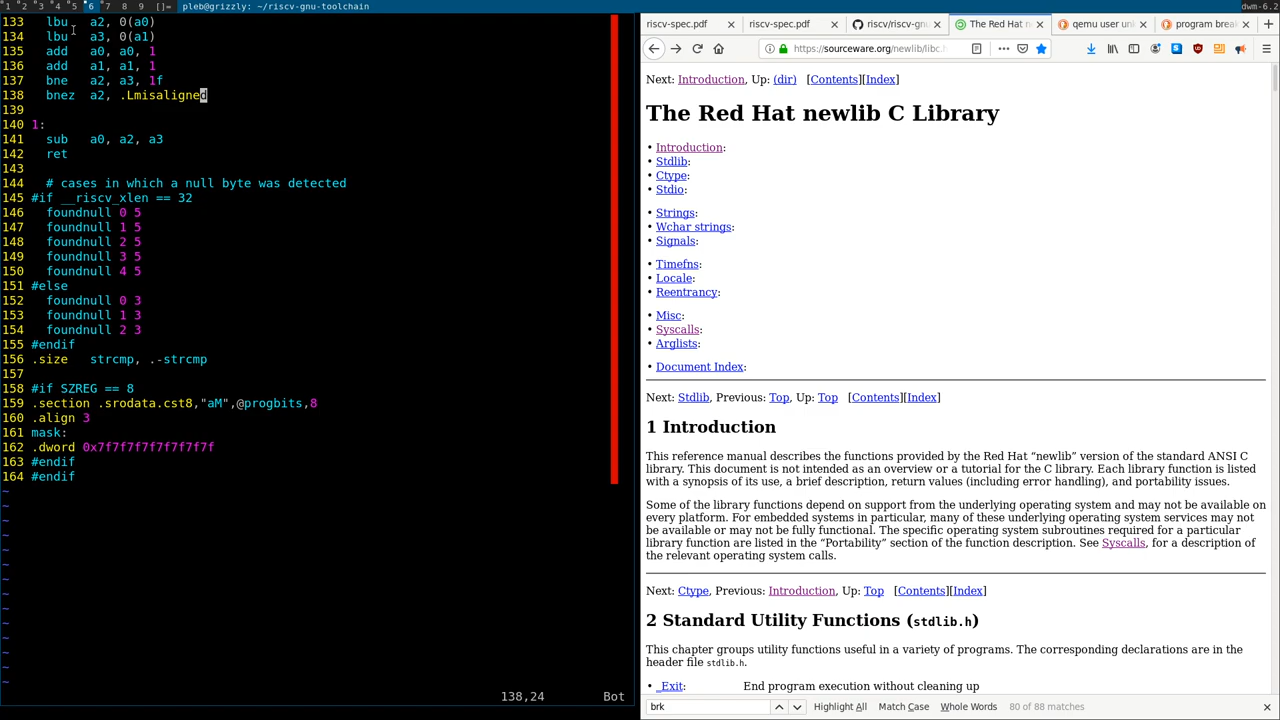 1 2 3 4 5 6 7 8 9 []= pleb@grizzly: ~/riscv-gnu-toolchain dwm-6.2
133 lbu a2, 0(a0)
134 lbu a3, 0(a1)
135 add a0, a0, 1
136 add a1, a1, 1
137 bne a2, a3, 1f
138 bnez a2, .Lmisaligned
139
140 1:
141 sub a0, a2, a3
142 ret
143
144 # cases in which a null byte was detected
145 #if __riscv_xlen == 32
146 foundnull 0 5
147 foundnull 1 5
148 foundnull 2 5
149 foundnull 3 5
150 foundnull 4 5
151 #else
152 foundnull 0 3
153 foundnull 1 3
154 foundnull 2 3
155 #endif
156 .size strcmp, .-strcmp
157
158 #if SZREG == 8
159 .section .srodata.cst8,"aM",@progbits,8
160 .align 3
161 mask:
162 .dword 0x7f7f7f7f7f7f7f7f
163 #endif
164 #endif
~
~
~
~
~
~
~
~
~
~
~
~
~
~
138,24 Bot
riscv-spec.pdf riscv-spec.pdf riscv/riscv-gn The Red Hat n qemu user un program brea
https://sourceware.org/newlib/libc.h
Next: Introduction, Up: (dir) [Contents][Index]
The Red Hat newlib C Library
• Introduction:
• Stdlib:
• Ctype:
• Stdio:
• Strings:
• Wchar strings:
• Signals:
• Timefns:
• Locale:
• Reentrancy:
• Misc:
• Syscalls:
• Arglists:
• Document Index:
Next: Stdlib, Previous: Top, Up: Top [Contents][Index]
1 Introduction
This reference manual describes the functions provided by the Red Hat “newlib” version of the standard ANSI C
library. This document is not intended as an overview or a tutorial for the C library. Each library function is listed
with a synopsis of its use, a brief description, return values (including error handling), and portability issues.
Some of the library functions depend on support from the underlying operating system and may not be available on
every platform. For embedded systems in particular, many of these underlying operating system services may not
be available or may not be fully functional. The specific operating system subroutines required for a particular
library function are listed in the “Portability” section of the function description. See Syscalls, for a description of
the relevant operating system calls.
Next: Ctype, Previous: Introduction, Up: Top [Contents][Index]
2 Standard Utility Functions (stdlib.h)
This chapter groups utility functions useful in a variety of programs. The corresponding declarations are in the
header file stdlib.h.
• _Exit: End program execution without cleaning up
brk Highlight All Match Case Whole Words 80 of 88 matches